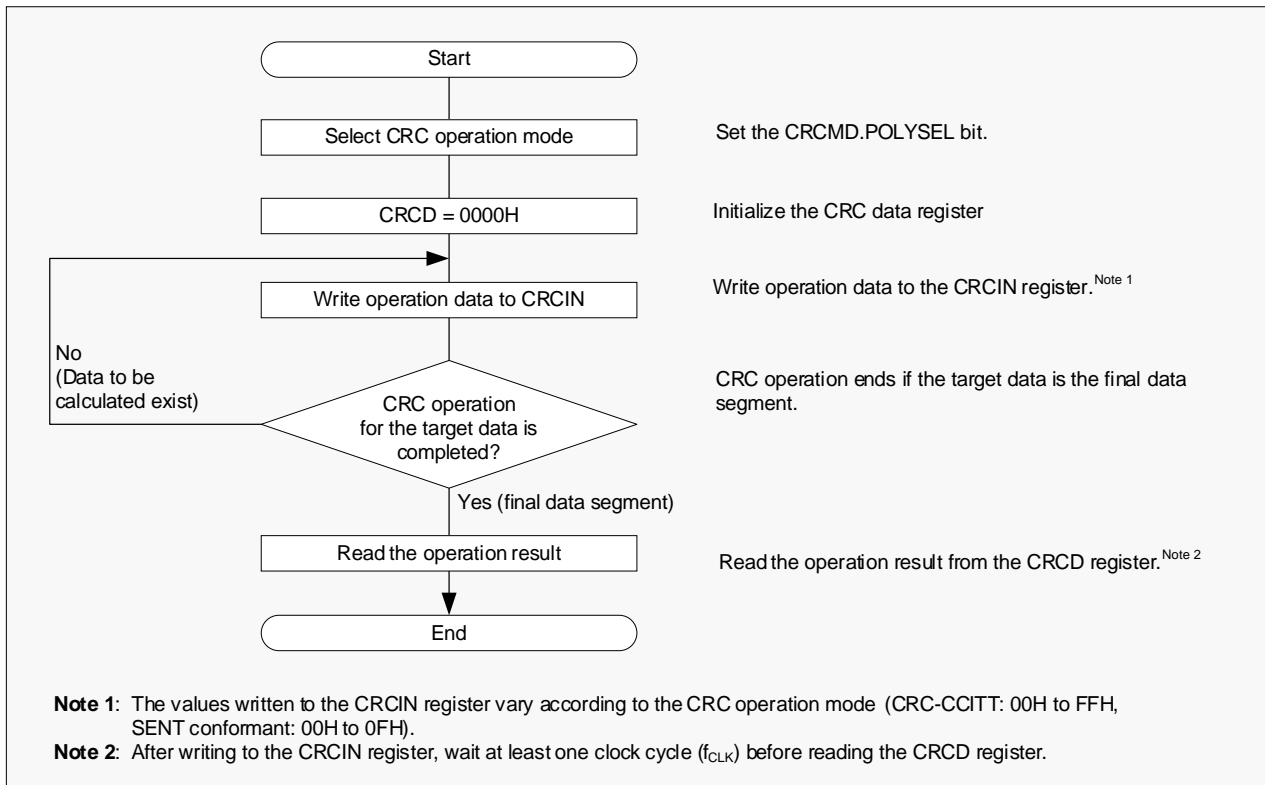 Start
Select CRC operation mode
Set the CRCMD.POLYSEL bit.
CRCD = 0000H
Initialize the CRC data register
Write operation data to CRCIN
Write operation data to the CRCIN register.Note 1
No
(Data to be
calculated exist)
CRC operation
for the target data is
completed?
CRC operation ends if the target data is the final data
segment.
Yes (final data segment)
Read the operation result
Read the operation result from the CRCD register.Note 2
End
Note 1: The values written to the CRCIN register vary according to the CRC operation mode (CRC-CCITT: 00H to FFH,
SENT conformant: 00H to 0FH).
Note 2: After writing to the CRCIN register, wait at least one clock cycle (fCLK) before reading the CRCD register.